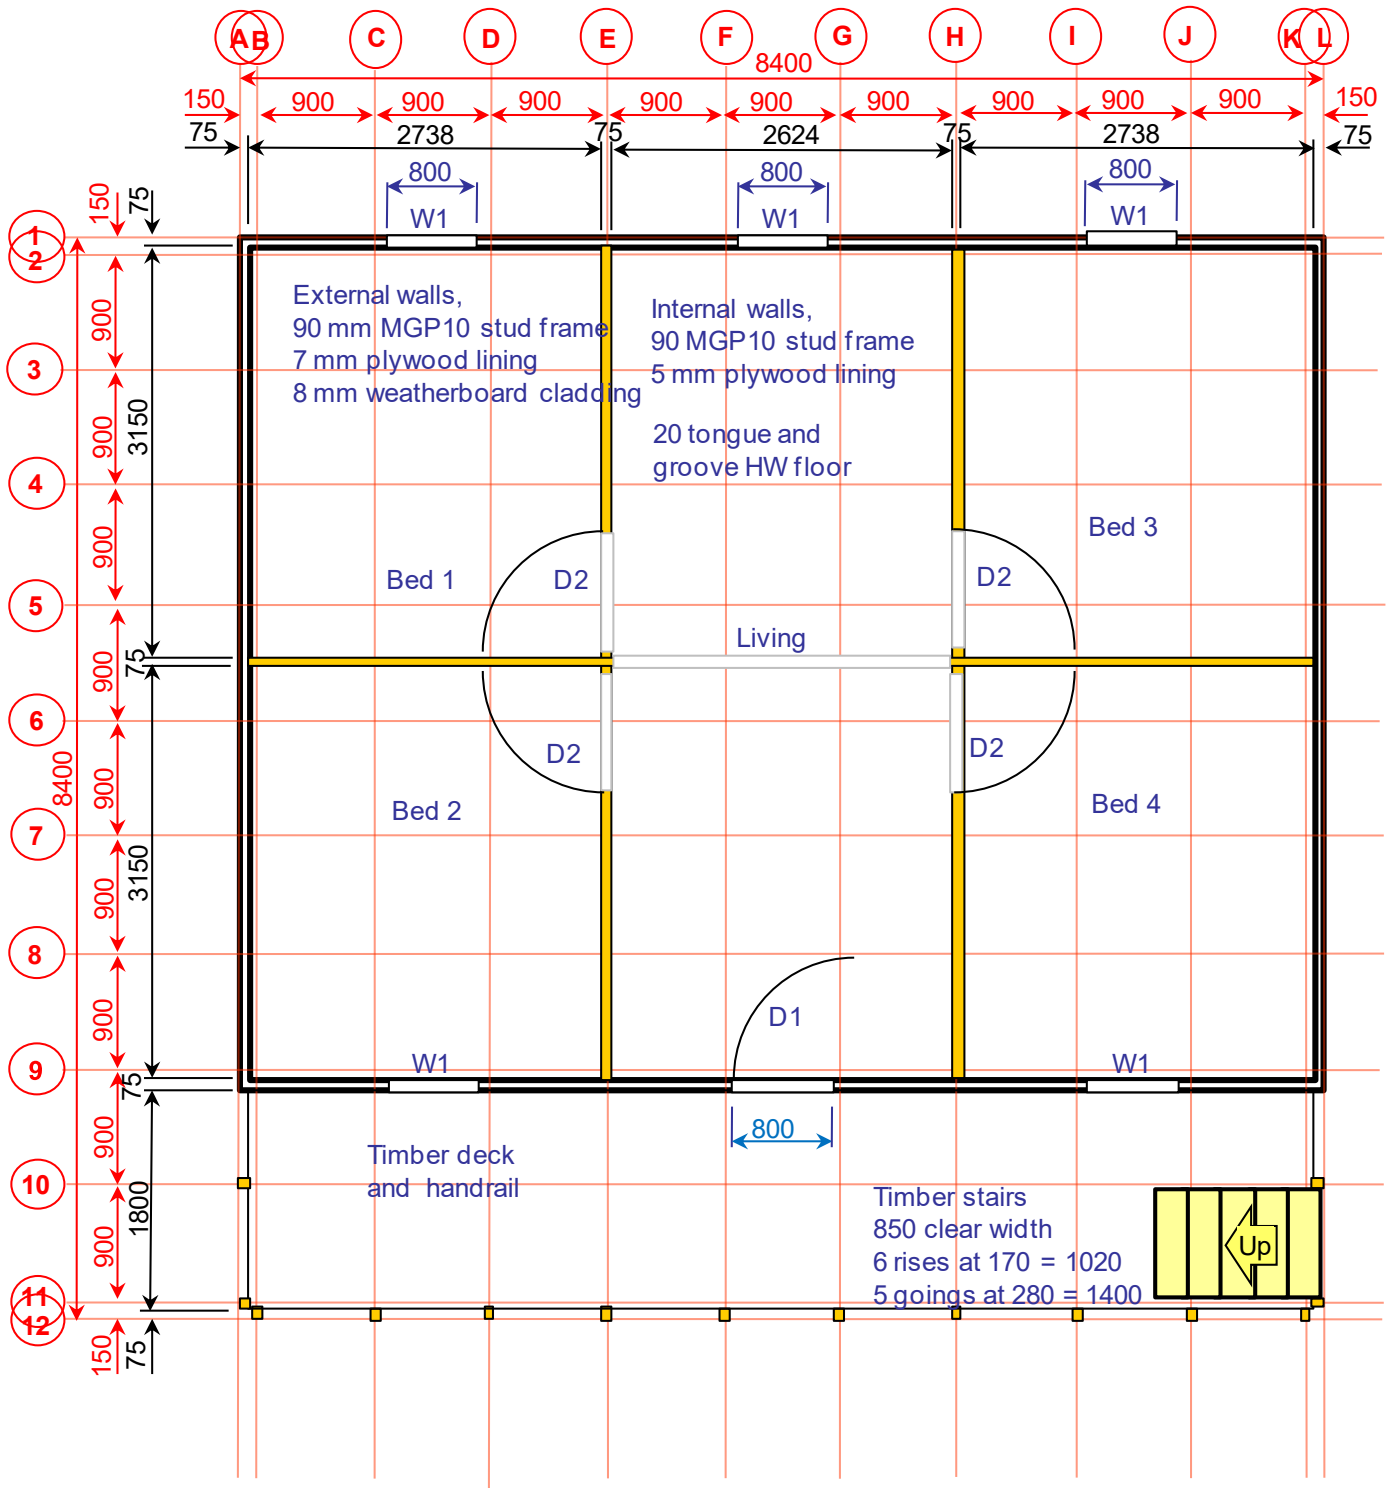 A B C D E F G H I J K L
8400
150 900 900 900 900 900 900 900 900 900 150
75 2738 75 2624 75 2738 75
800 800 800
W1 W1 W1
150 75
1
2
900
3
900
3150
4
900
5
75
900
6
8400
900
7
3150
900
8
900
9
75
900
10
1800
900
11
12
150 75
External walls,
90 mm MGP10 stud frame
7 mm plywood lining
8 mm weatherboard cladding
Internal walls,
90 MGP10 stud frame
5 mm plywood lining
20 tongue and
groove HW floor
Bed 3
Bed 1 D2 D2
Living
D2 D2
Bed 2 Bed 4
D1
W1 W1
800
Timber deck
and handrail
Timber stairs
850 clear width
6 rises at 170 = 1020
5 goings at 280 = 1400
Up